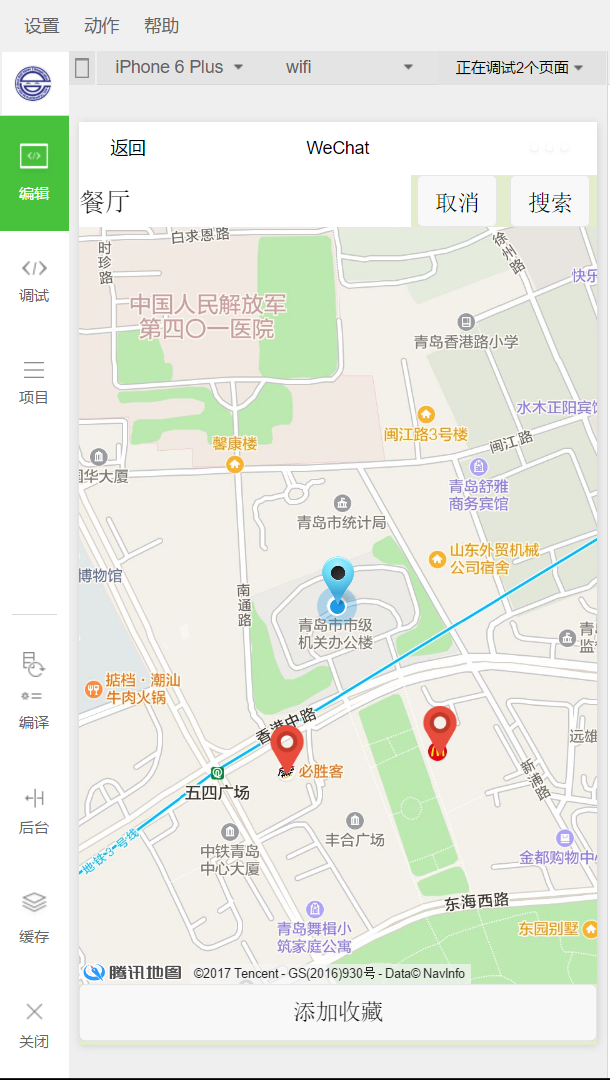 设置 动作 帮助
iPhone 6 Plus wifi 正在调试2个页面
编辑
调试
项目
编译
后台
缓存
关闭
返回 WeChat
餐厅 取消 搜索
白求恩路
时珍路
徐州路
快乐
中国人民解放军
第四〇一医院
青岛香港路小学
水木正阳宾馆
闽江路3号楼
闽江路
馨康楼
国华大厦
青岛舒雅
商务宾馆
青岛市统计局
山东外贸机械
公司宿舍
博物馆
南通路
青岛市市级
机关办公楼
青
监
掂档·潮汕
牛肉火锅
香港中路
远雄
必胜客
新浦路
五四广场
丰合广场
中铁青岛
中心大厦
金都购物中心
地铁3号线
东海西路
青岛舞楫小
筑家庭公寓
东园别墅
腾讯地图 ©2017 Tencent - GS(2016)930号 - Data© NavInfo
添加收藏